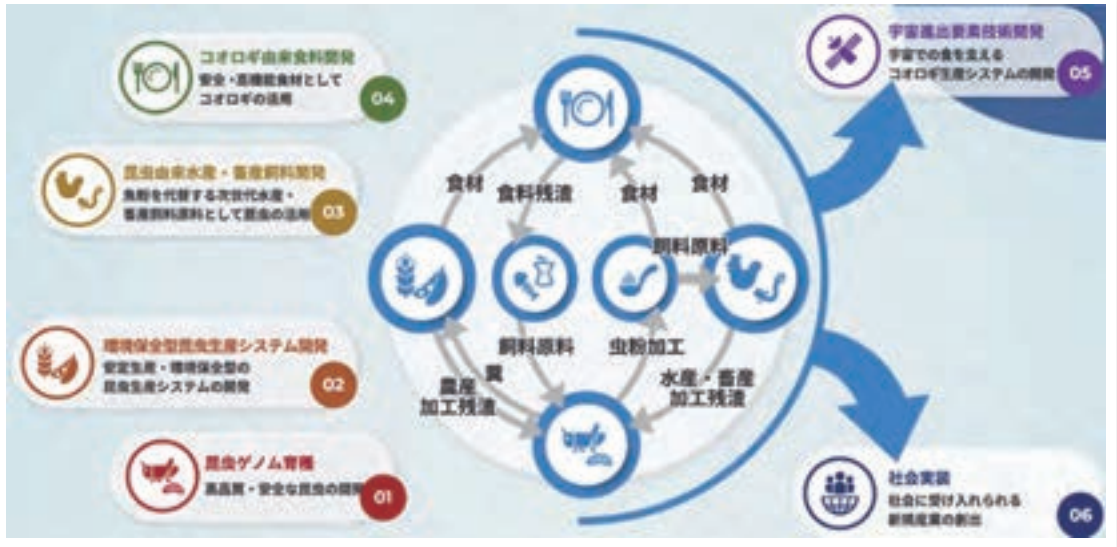 コオロギ由来食料開発
安全・高機能食材として
コオロギの活用
04
昆虫由来水産・畜産飼料開発
魚粉を代替する次世代水産・
畜産飼料原料として昆虫の活用
03
環境保全型昆虫生産システム開発
安定生産・環境保全型の
昆虫生産システムの開発
02
昆虫ゲノム育種
高品質・安全な昆虫の開発
01
食材
食料残渣
食材
食材
飼料原料
飼料原料
虫粉加工
糞
農産
加工残渣
水産・畜産
加工残渣
宇宙進出要素技術開発
宇宙での食を支える
コオロギ生産システムの開発
05
社会実装
社会に受け入れられる
新規産業の創出
06